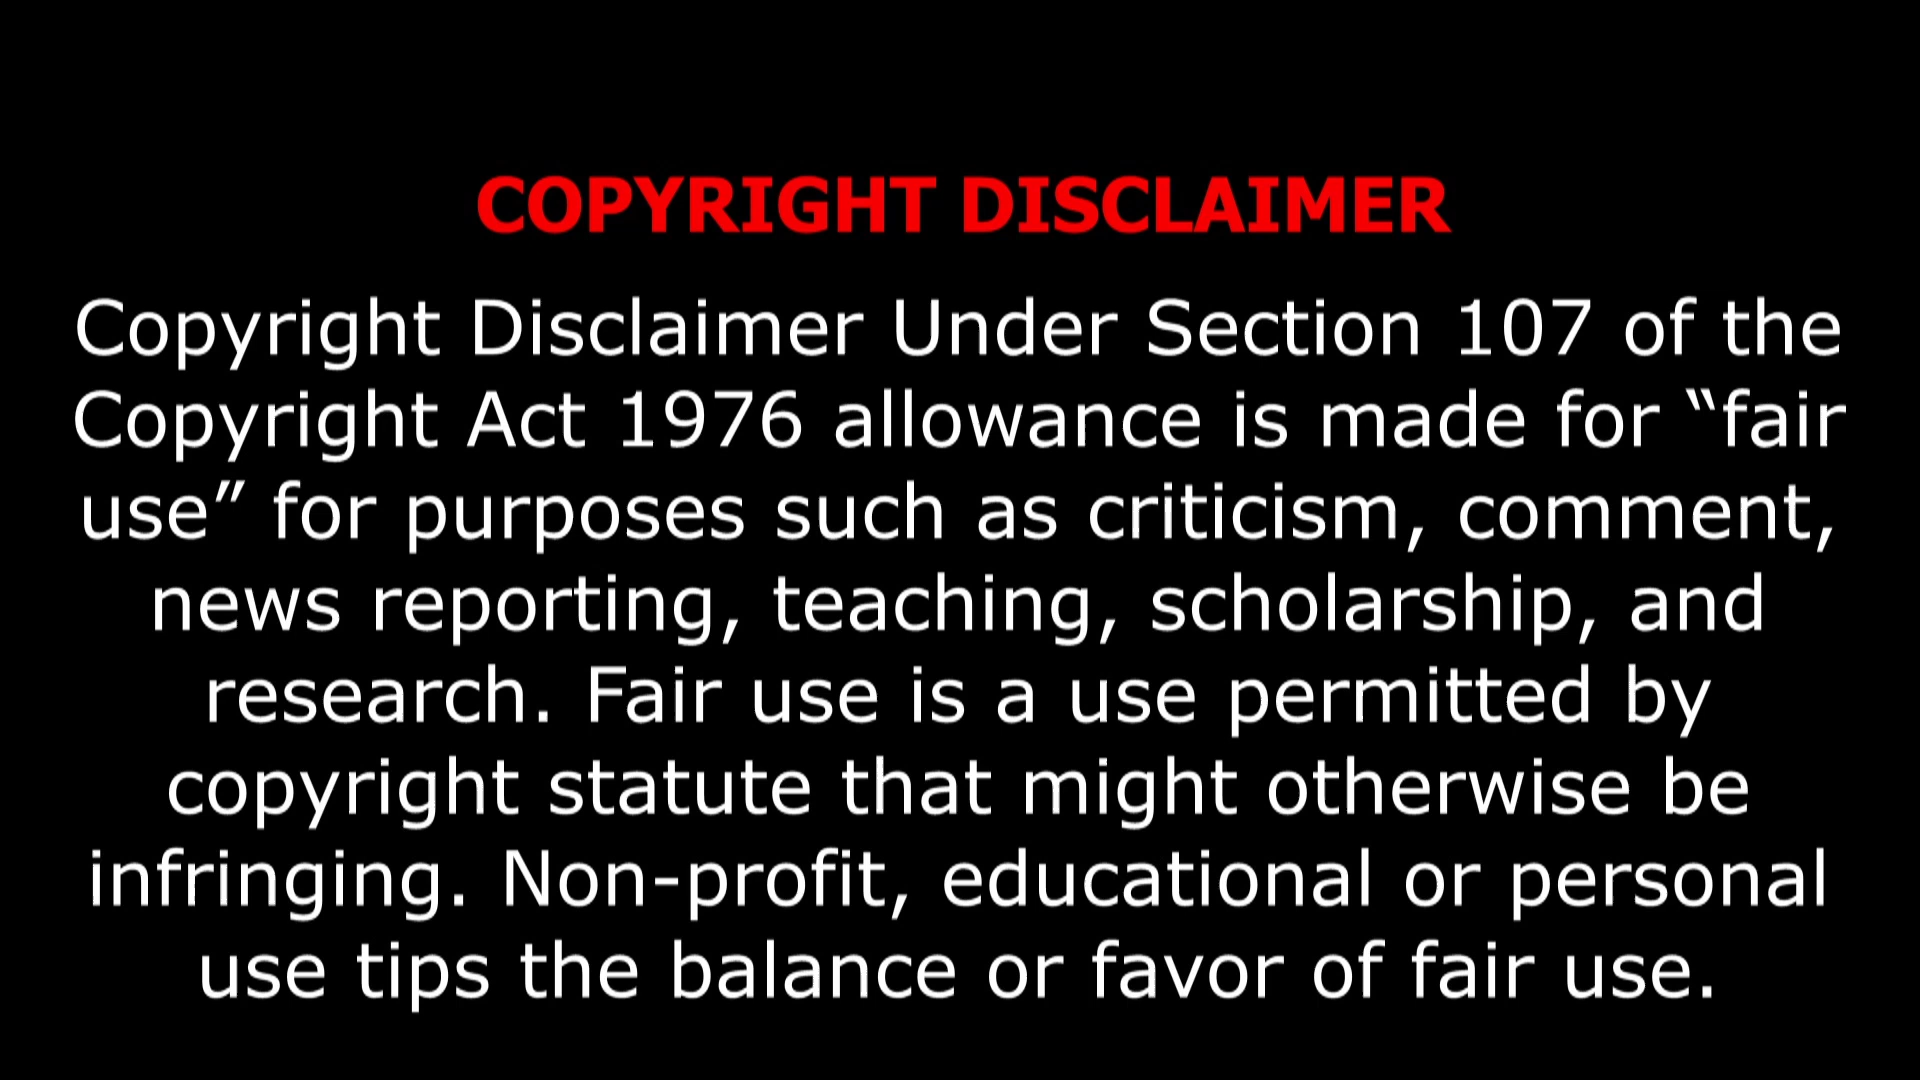 COPYRIGHT DISCLAIMER
Copyright Disclaimer Under Section 107 of the
Copyright Act 1976 allowance is made for “fair
use” for purposes such as criticism, comment,
news reporting, teaching, scholarship, and
research. Fair use is a use permitted by
copyright statute that might otherwise be
infringing. Non-profit, educational or personal
use tips the balance or favor of fair use.